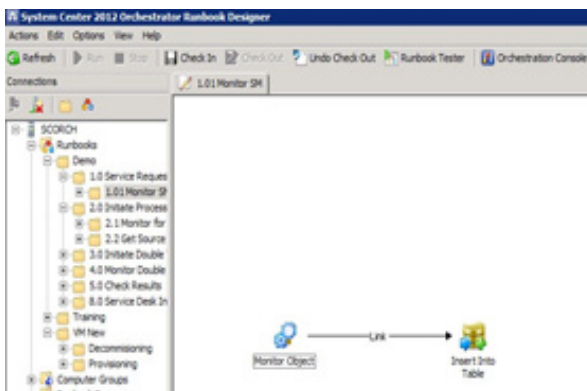 System Center 2012 Orchestrator Runbook Designer
Actions Edit Options View Help
Refresh Run Stop Check In Check Out Undo Check Out Runbook Tester Orchestration Console
Connections
1.01 Monitor SM
SCORCH
Runbooks
Demo
1.0 Service Reques
1.01 Monitor SM
2.0 Initiate Process
2.1 Monitor for
2.2 Get Source
3.0 Initiate Double
4.0 Monitor Double
5.0 Check Results
8.0 Service Desk In
Training
VM New
Decommisioning
Provisioning
Computer Groups
Monitor Object
Link
Insert Into
Table